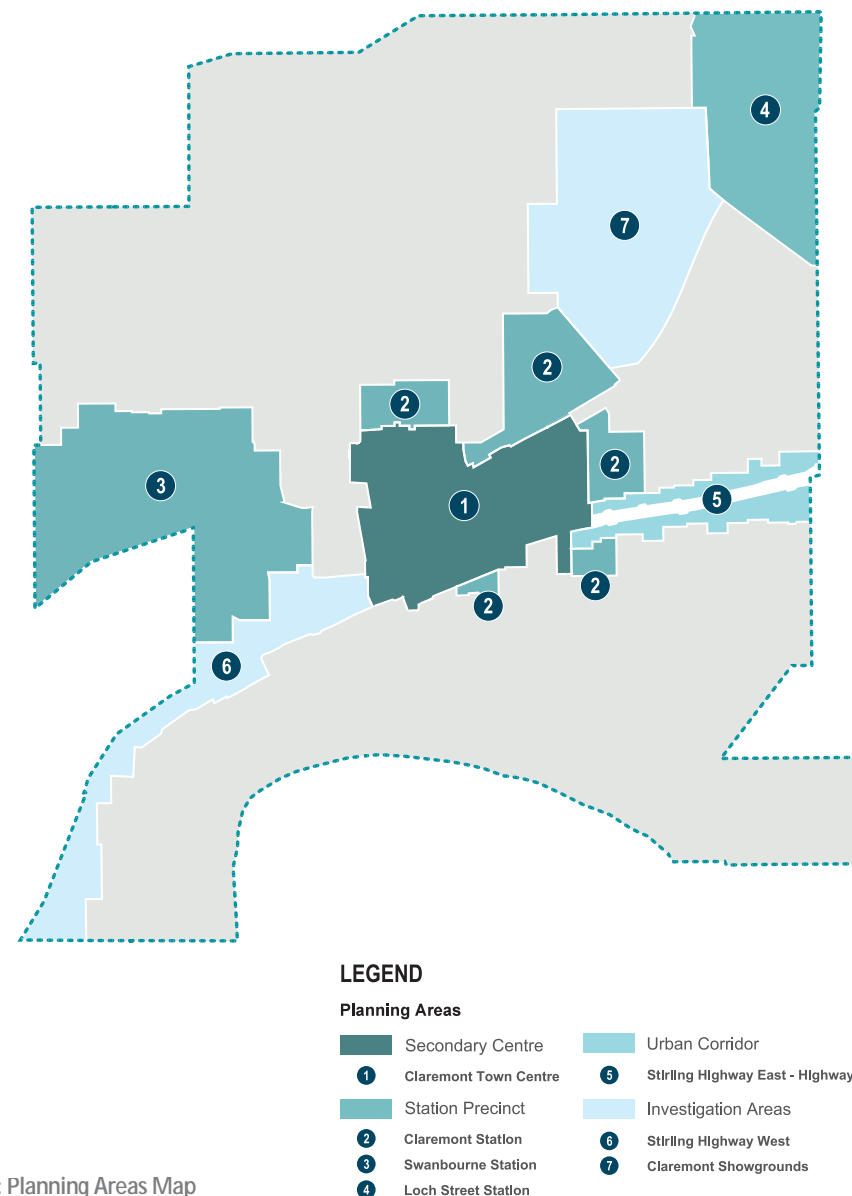 4
7
2
2
3
2
1
5
2
2
6
LEGEND
Planning Areas
Secondary Centre
1 Claremont Town Centre
Station Precinct
2 Claremont Station
3 Swanbourne Station
4 Loch Street Station
Urban Corridor
5 Stirling Highway East - Highway
Investigation Areas
6 Stirling Highway West
7 Claremont Showgrounds
: Planning Areas Map